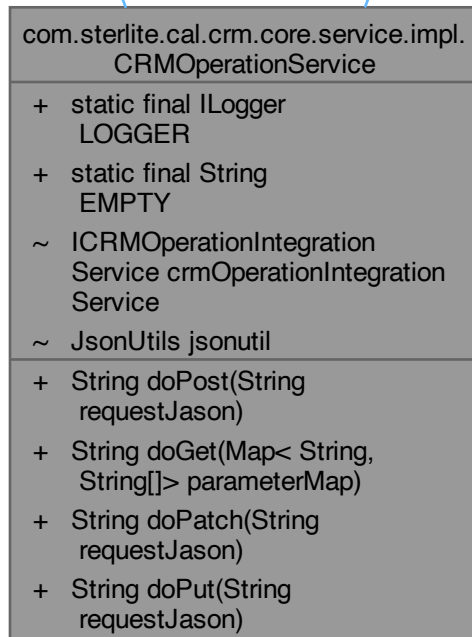 com.sterlite.cal.crm.core.service.impl.
CRMOperationService
+ static final ILogger
LOGGER
+ static final String
EMPTY
~ ICRMOperationIntegration
Service crmOperationIntegration
Service
~ JsonUtils jsonutil
+ String doPost(String
requestJason)
+ String doGet(Map< String,
String[]> parameterMap)
+ String doPatch(String
requestJason)
+ String doPut(String
requestJason)